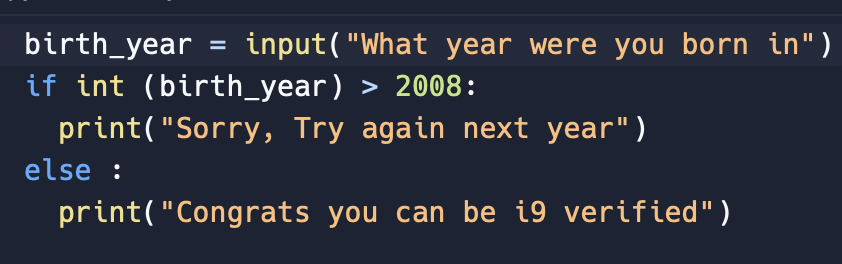 birth_year = input("What year were you born in")
if int (birth_year) > 2008:
  print("Sorry, Try again next year")
else :
  print("Congrats you can be i9 verified")